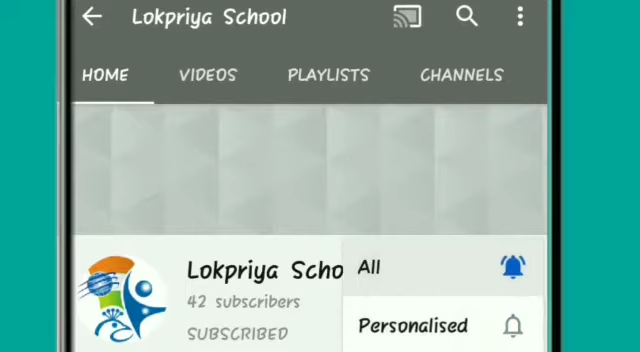 Lokpriya School
HOME VIDEOS PLAYLISTS CHANNELS
Lokpriya Scho
All
42 subscribers
SUBSCRIBED
Personalised